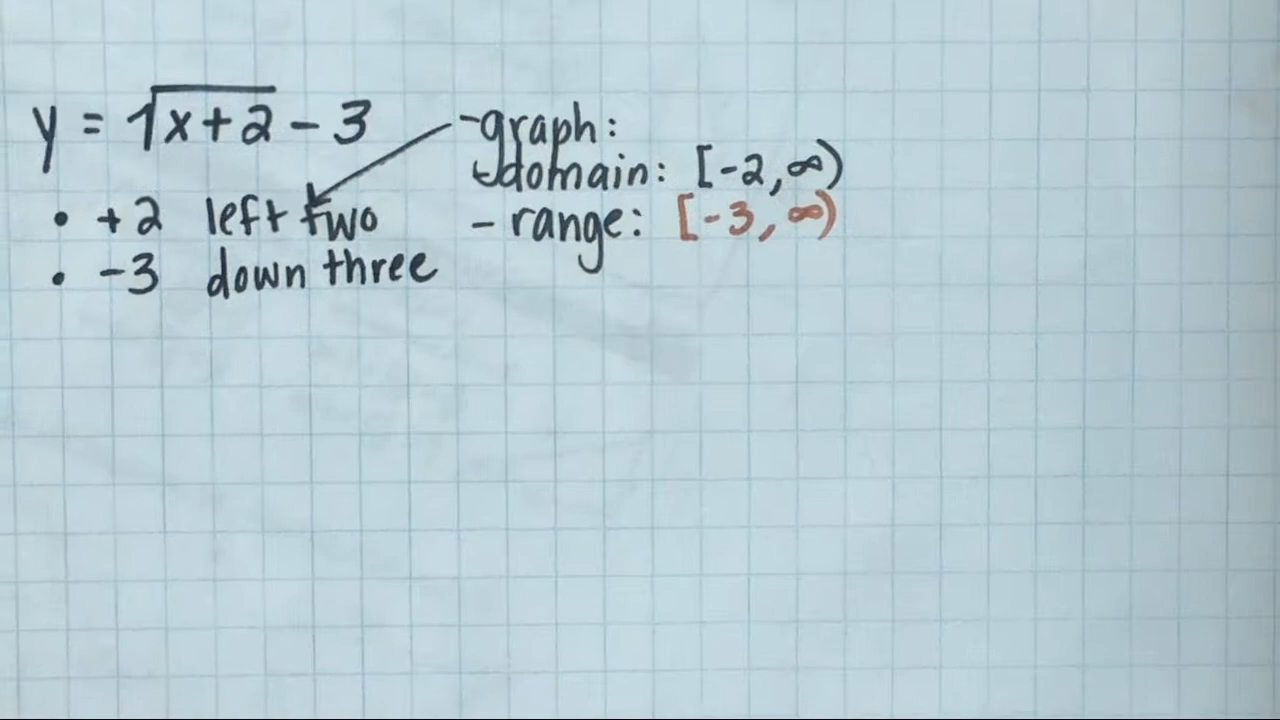 y = √x+2 - 3
• +2 left two
• -3 down three
-graph:
domain: [-2,∞)
- range: [-3, ∞)